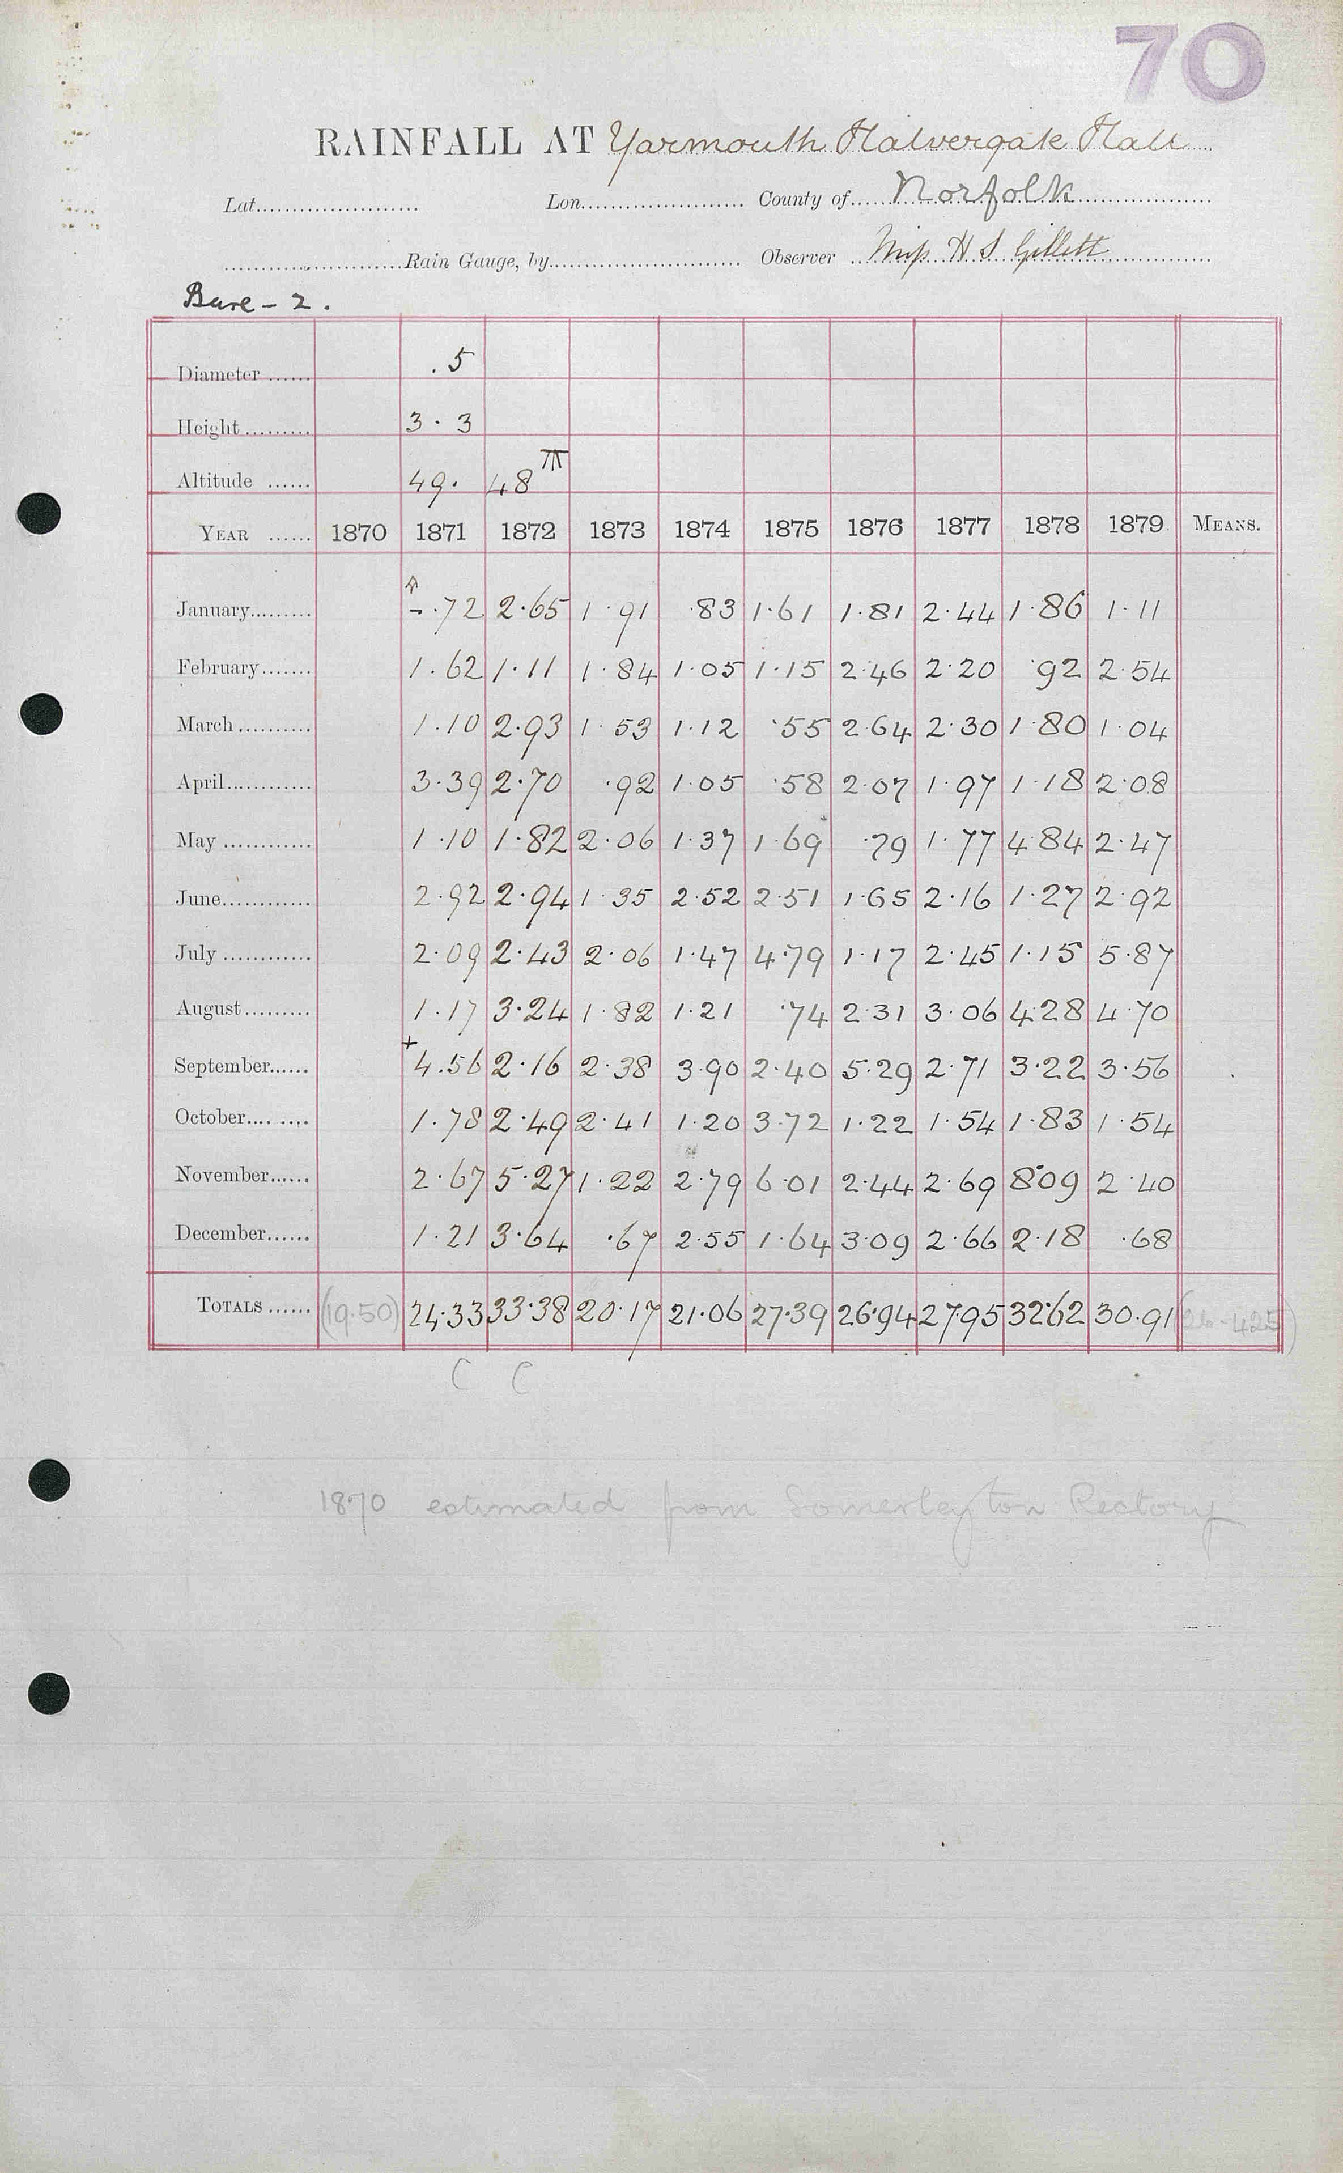 70
RAINFALL AT Yarmouth Halvergate Hall
Lat. Lon. County of Norfolk
Rain Gauge, by Observer Miss H S Gillett
Bure - 2.
Diameter .5
Height 3.3
Altitude 49. 48
YEAR 1870 1871 1872 1873 1874 1875 1876 1877 1878 1879 MEANS.
January - .72 2.65 1.91 .83 1.61 1.81 2.44 1.86 1.11
February 1.62 1.11 1.84 1.05 1.15 2.46 2.20 .92 2.54
March 1.10 2.93 1.53 1.12 .55 2.64 2.30 1.80 1.04
April 3.39 2.70 .92 1.05 .58 2.07 1.97 1.18 2.08
May 1.10 1.82 2.06 1.37 1.69 .79 1.77 4.84 2.47
June 2.92 2.94 1.35 2.52 2.51 1.65 2.16 1.27 2.92
July 2.09 2.43 2.06 1.47 4.79 1.17 2.45 1.15 5.87
August 1.17 3.24 1.82 1.21 .74 2.31 3.06 4.28 4.70
September + 4.56 2.16 2.38 3.90 2.40 5.29 2.71 3.22 3.56
October 1.78 2.49 2.41 1.20 3.72 1.22 1.54 1.83 1.54
November 2.67 5.27 1.22 2.79 6.01 2.44 2.69 8.09 2.40
December 1.21 3.64 .67 2.55 1.64 3.09 2.66 2.18 .68
TOTALS (19.50) 24.33 33.38 20.17 21.06 27.39 26.94 27.95 32.62 30.91 (26.425)
C C
1870 estimated from Somerleyton Rectory